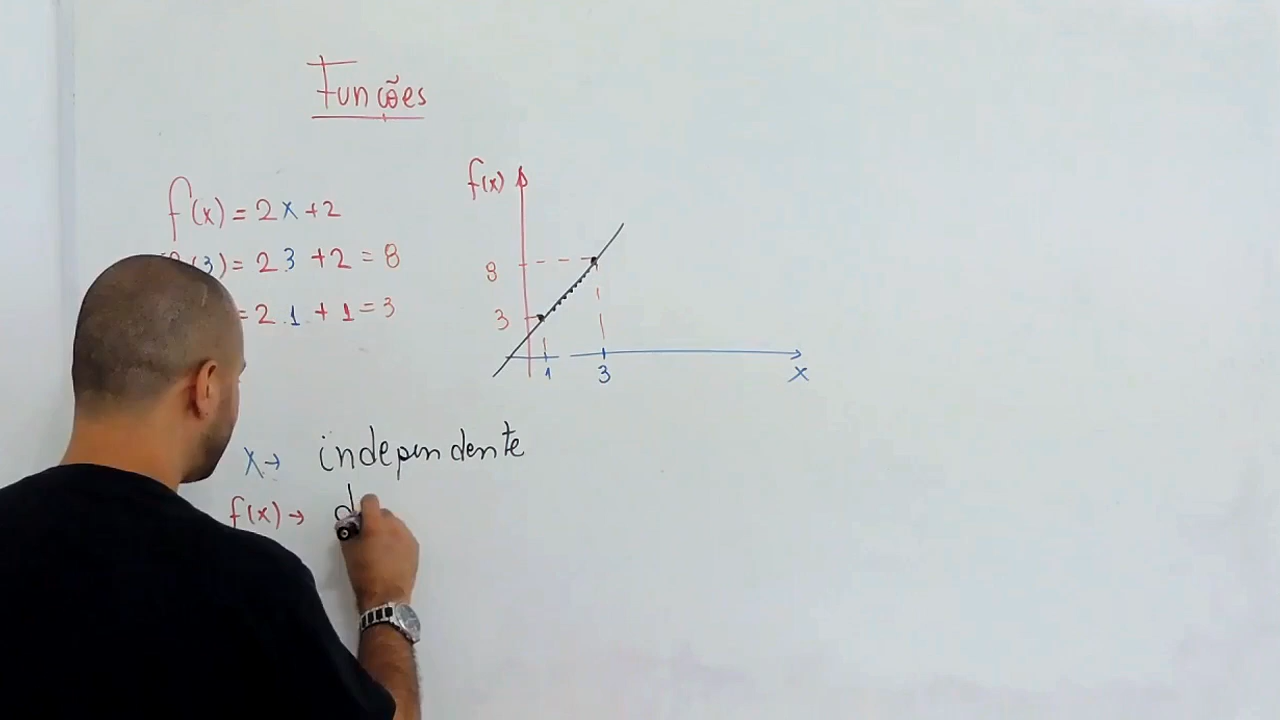 Funções
f(x) = 2x+2
(3) = 2 3 +2 = 8
= 2.1 + 1 = 3
f(x)
8
3
1
3
x
x → independente
f(x) → d